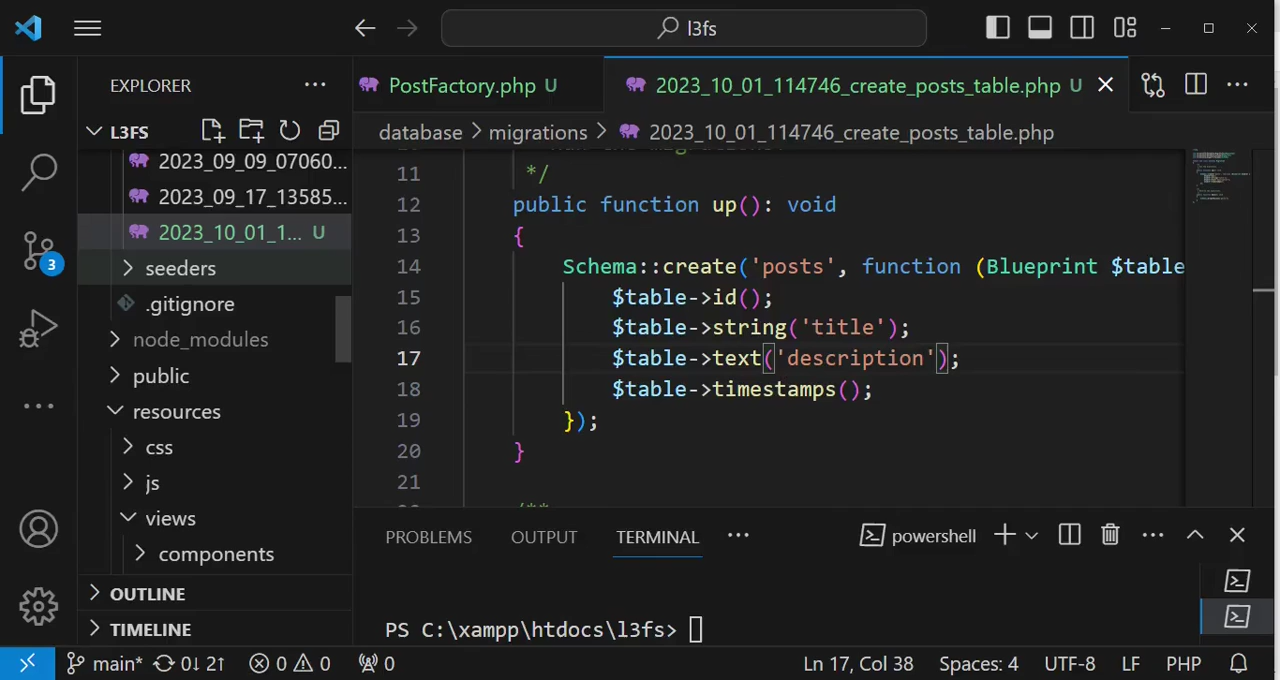 l3fs
EXPLORER
PostFactory.php U
2023_10_01_114746_create_posts_table.php U
L3FS
database > migrations > 2023_10_01_114746_create_posts_table.php
2023_09_09_07060...
2023_09_17_13585...
2023_10_01_1... U
seeders
.gitignore
node_modules
public
resources
css
js
views
components
OUTLINE
TIMELINE
3
11 */
12 public function up(): void
13 {
14 Schema::create('posts', function (Blueprint $table
15 $table->id();
16 $table->string('title');
17 $table->text('description');
18 $table->timestamps();
19 });
20 }
21
/**
PROBLEMS OUTPUT TERMINAL powershell
PS C:\xampp\htdocs\l3fs>
main* 0↓ 2↑ 0 0 0 Ln 17, Col 38 Spaces: 4 UTF-8 LF PHP